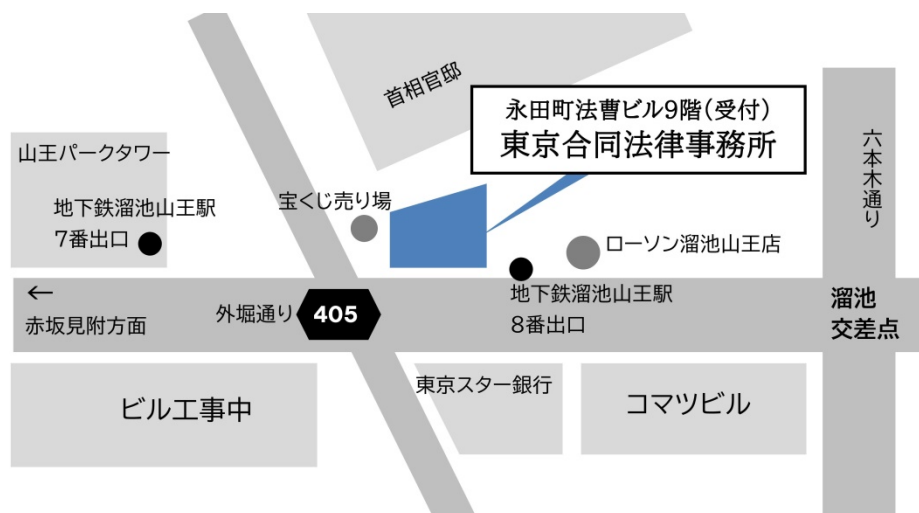 首相官邸
永田町法曹ビル9階(受付)
東京合同法律事務所
山王パークタワー
地下鉄溜池山王駅
7番出口
宝くじ売り場
六本木通り
ローソン溜池山王店
←
赤坂見附方面
外堀通り
405
地下鉄溜池山王駅
8番出口
溜池
交差点
ビル工事中
東京スター銀行
コマツビル